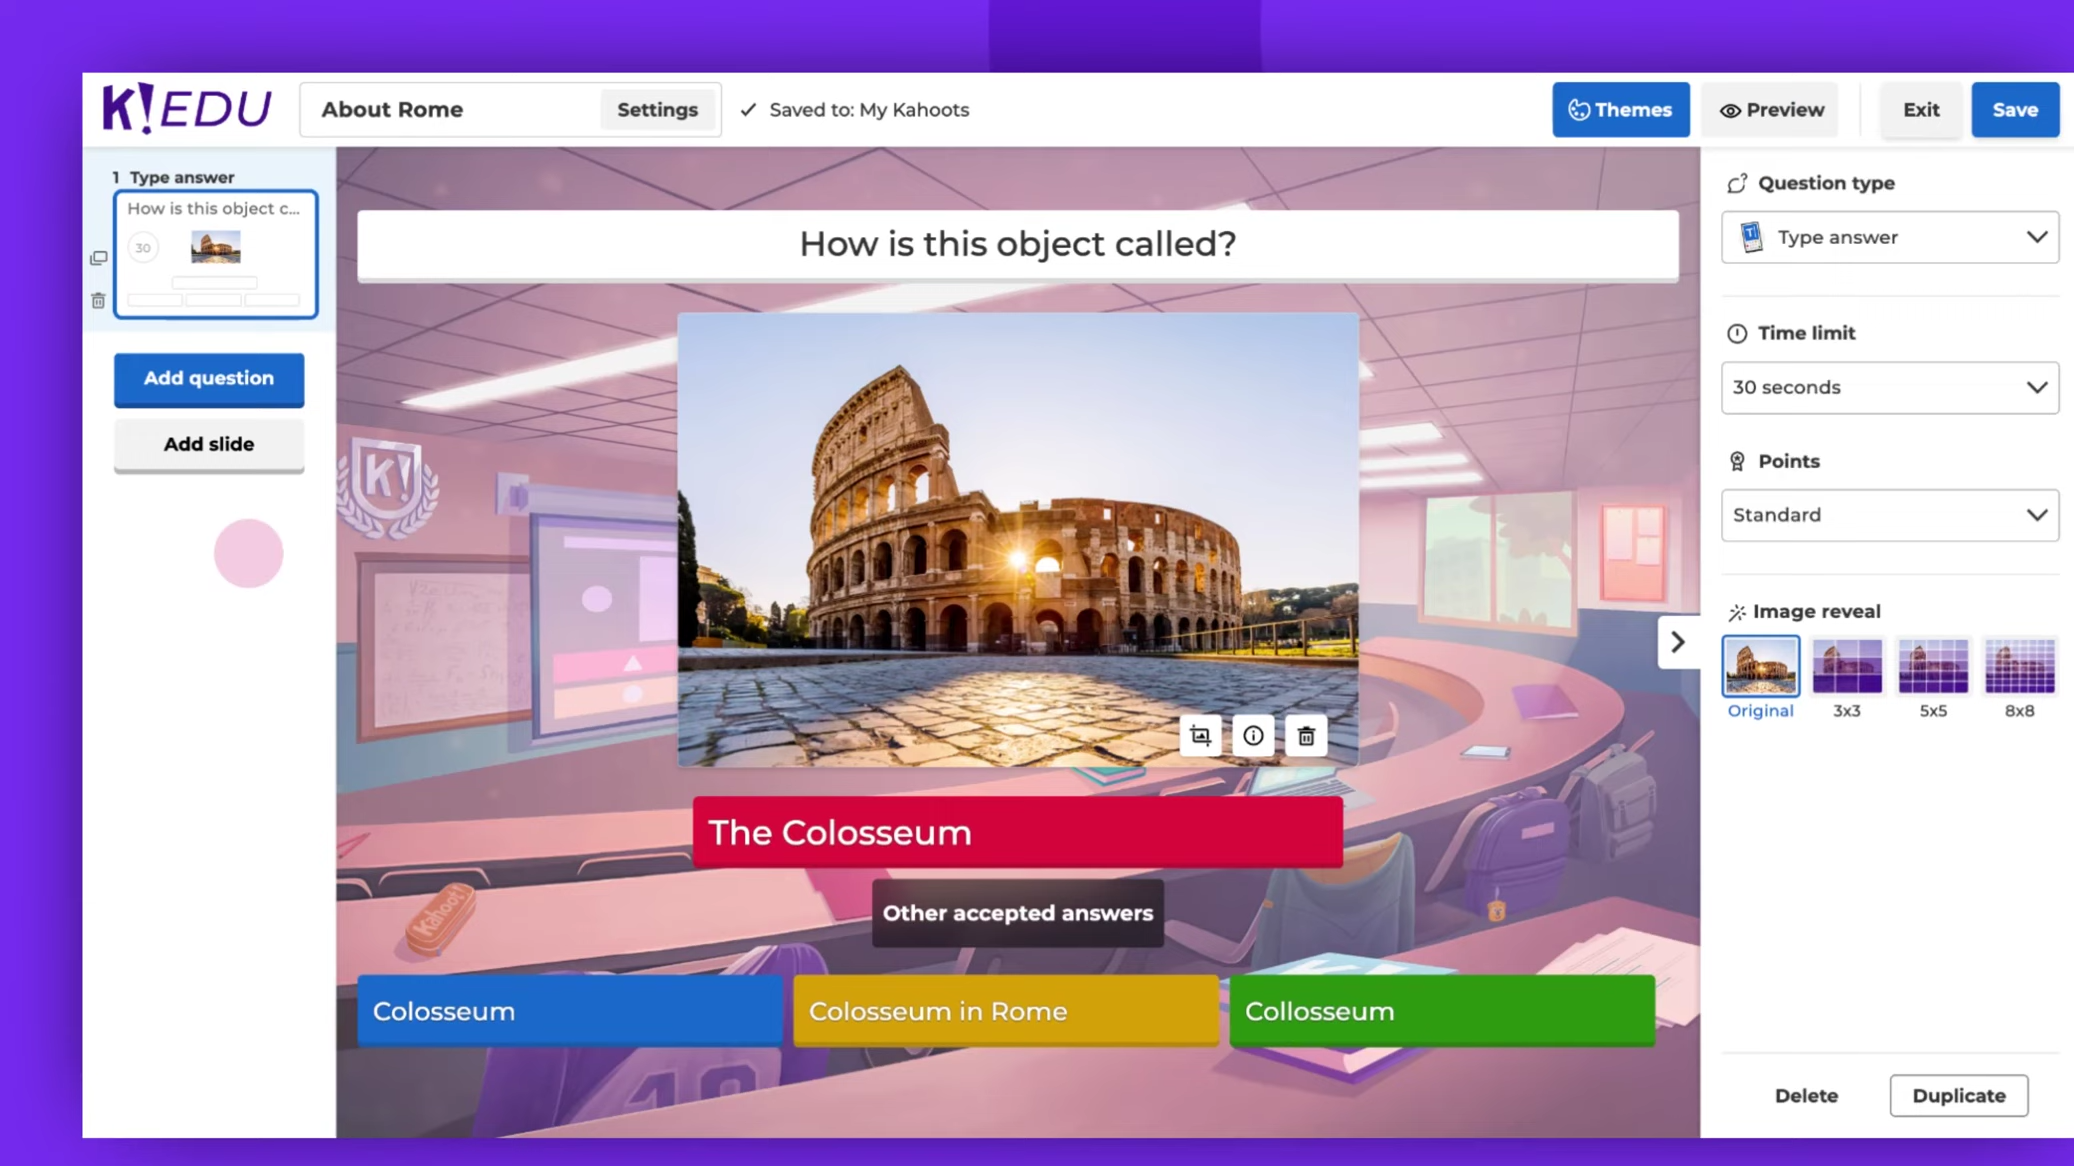 K!EDU
About Rome
Settings
Saved to: My Kahoots
Themes
Preview
Exit
Save
1 Type answer
How is this object c...
30
Add question
Add slide
How is this object called?
K!
Kahoot!
The Colosseum
Other accepted answers
Colosseum
Colosseum in Rome
Collosseum
40
Question type
Type answer
Time limit
30 seconds
Points
Standard
Image reveal
Original
3x3
5x5
8x8
Delete
Duplicate